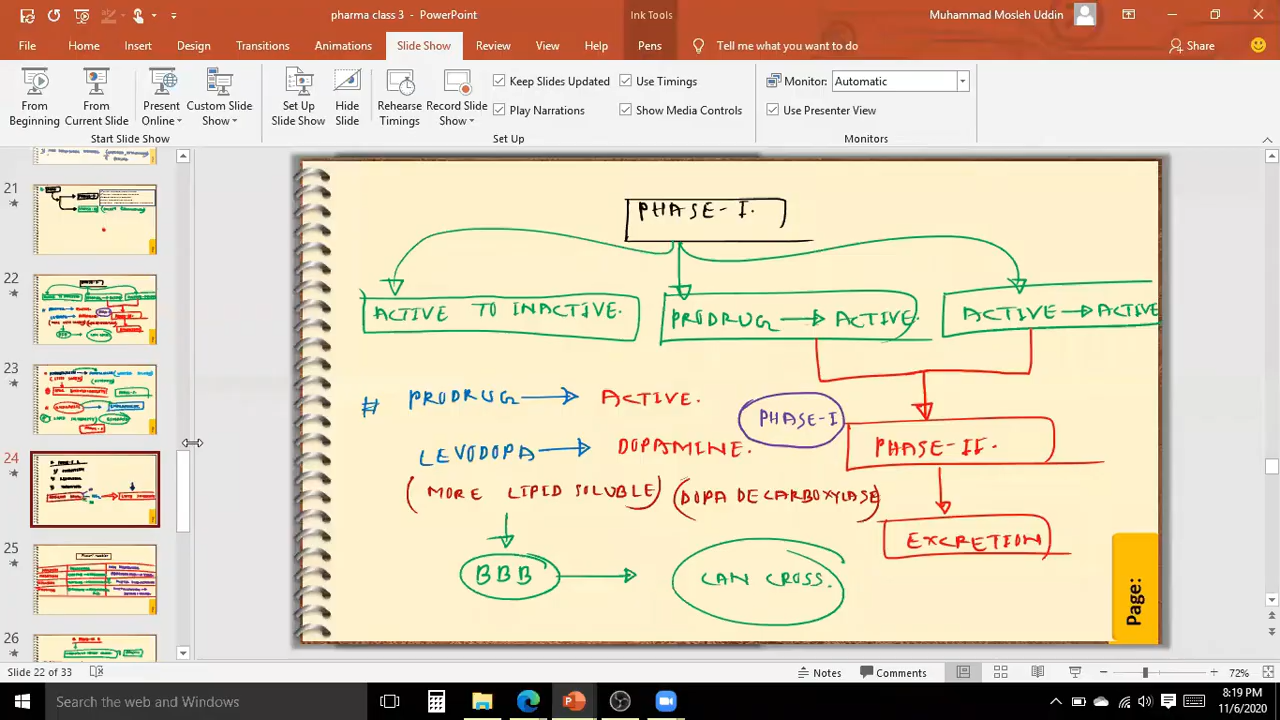 pharma class 3 - PowerPoint
Ink Tools
Muhammad Mosleh Uddin
File Home Insert Design Transitions Animations Slide Show Review View Help Pens Tell me what you want to do Share
From Beginning
From Current Slide
Present Online
Custom Slide Show
Start Slide Show
Set Up Slide Show
Hide Slide
Rehearse Timings
Record Slide Show
Keep Slides Updated
Play Narrations
Use Timings
Show Media Controls
Set Up
Monitor: Automatic
Use Presenter View
Monitors
21
22
23
24
25
26
PHASE-I.
ACTIVE TO INACTIVE.
PRODRUG → ACTIVE.
ACTIVE → ACTIVE
# PRODRUG → ACTIVE.
PHASE-I
PHASE-II.
LEVODOPA → DOPAMINE.
(MORE LIPID SOLUBLE) (DOPA DECARBOXYLASE)
EXCRETION
BBB → CAN CROSS.
Page:
Slide 22 of 33
Notes
Comments
72%
Search the web and Windows
8:19 PM
11/6/2020